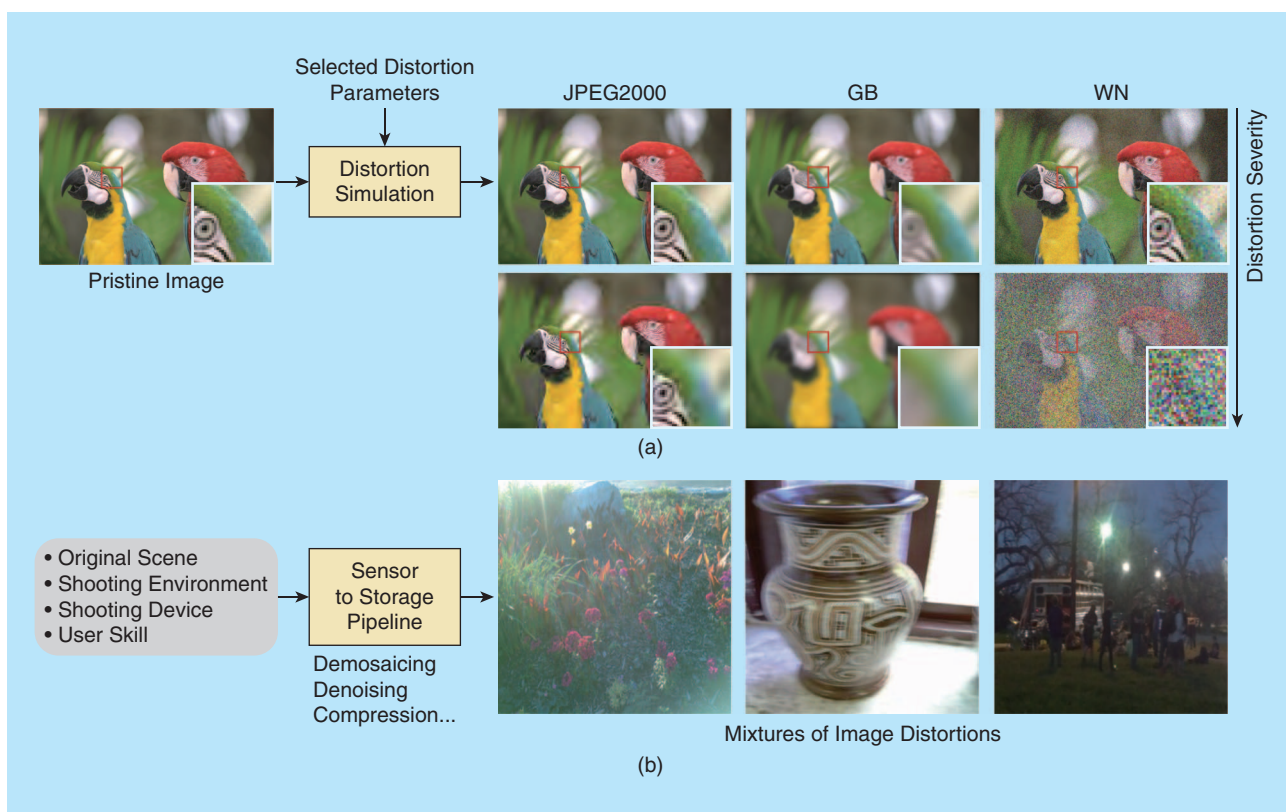 Selected Distortion
Parameters
JPEG2000
GB
WN
Distortion
Simulation
Pristine Image
Distortion Severity
(a)
• Original Scene
• Shooting Environment
• Shooting Device
• User Skill
Sensor
to Storage
Pipeline
Demosaicing
Denoising
Compression...
Mixtures of Image Distortions
(b)